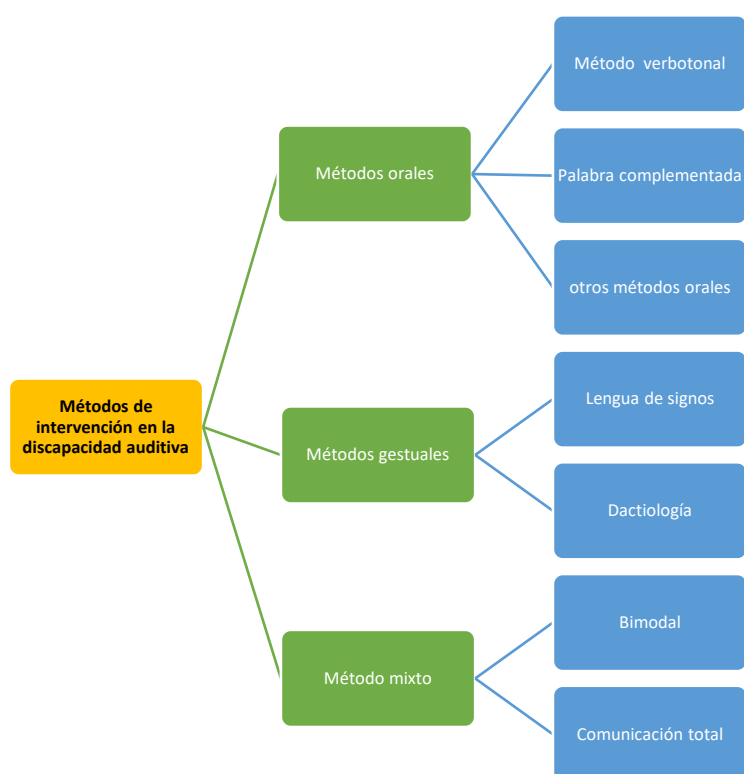 Métodos de
intervención en la
discapacidad auditiva
Métodos orales
Método verbotonal
Palabra complementada
otros métodos orales
Métodos gestuales
Lengua de signos
Dactiología
Método mixto
Bimodal
Comunicación total